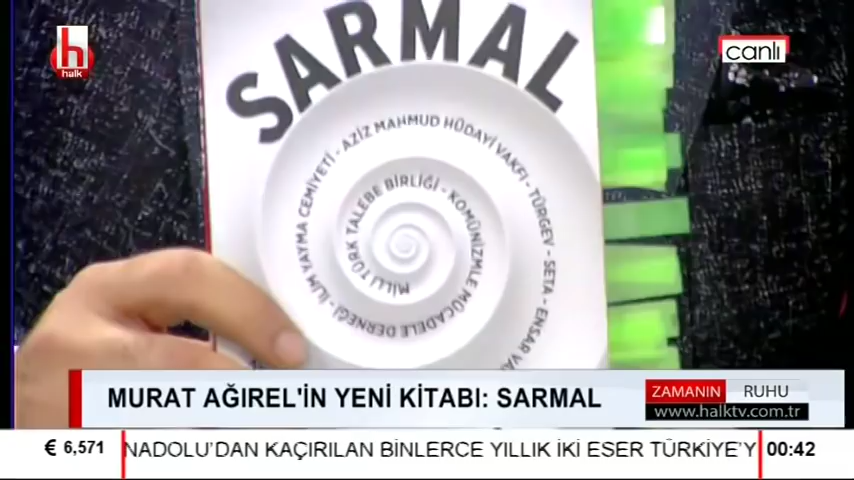 halk
canlı
SARMAL
MİLLİ TÜRK TALEBE BİRLİĞİ - KOMÜNİZMLE MÜCADELE DERNEĞİ - İLİM YAYMA CEMİYETİ - AZİZ MAHMUD HÜDAYİ VAKFI - TÜRGEV - SETA - ENSAR VA
MURAT AĞIREL'İN YENİ KİTABI: SARMAL
ZAMANIN RUHU
www.halktv.com.tr
€ 6,571
NADOLU'DAN KAÇIRILAN BİNLERCE YILLIK İKİ ESER TÜRKİYE'Y
00:42